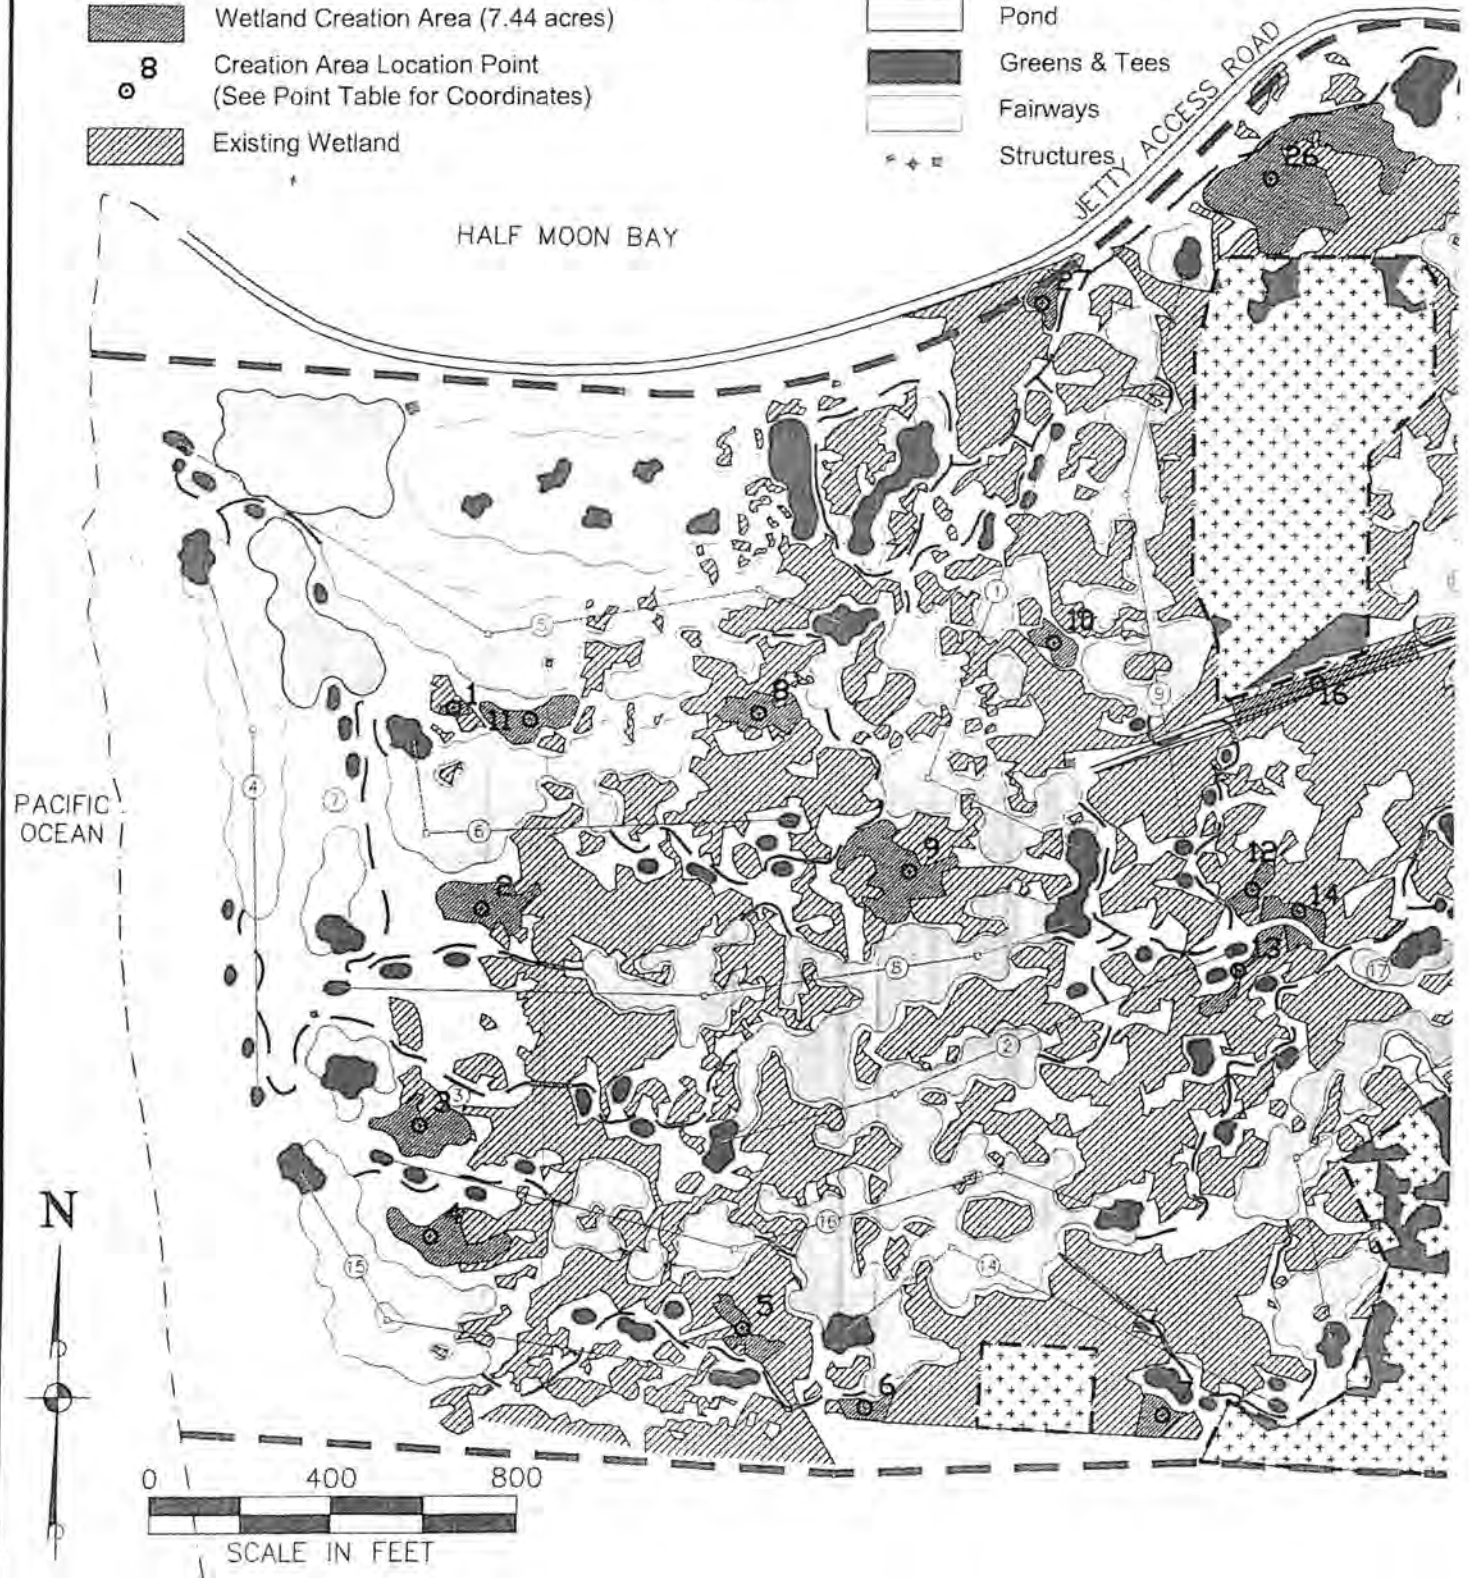 Wetland Creation Area (7.44 acres)
8
Creation Area Location Point
(See Point Table for Coordinates)
Existing Wetland
Pond
Greens & Tees
Fairways
Structures
JETTY ACCESS ROAD
HALF MOON BAY
26
27
1
5
10
9
16
1
11
8
4
7
PACIFIC
OCEAN
6
9
2
12
14
13
17
8
2
3
3
4
16
15
14
5
6
7
N
0 400 800
SCALE IN FEET